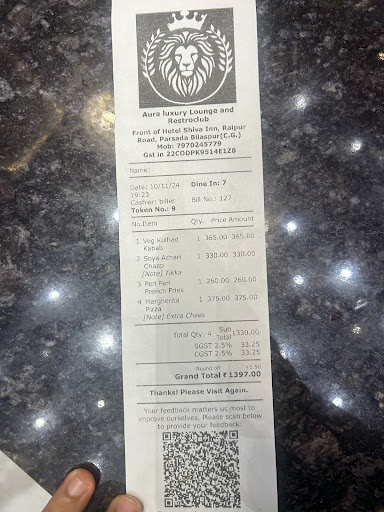 Aura luxury Lounge and
Restroclub
Front of Hotel Shiva Inn, Raipur
Road, Parsada Bilaspur(C.G.)
Mob: 7970245779
Gst in 22CODPK9514E1Z8
Name:
Date: 10/11/24 Dine In: 7
19:23
Cashier: biller Bill No.: 127
Token No.: 9
No.Item Qty. Price Amount
1 Veg Kulhad 1 365.00 365.00
Kabab
2 Soya Achari 1 330.00 330.00
Chaap
[Note] Tikka
3 Peri Peri 1 260.00 260.00
French Fries
4 Margherita 1 375.00 375.00
Pizza
[Note] Extra Chees
Total Qty: 4 Sub 1330.00
Total
SGST 2.5% 33.25
CGST 2.5% 33.25
Round off +0.50
Grand Total ₹ 1397.00
Thanks! Please Visit Again.
Your feedback matters us most to
improve ourselves. Please scan below
to provide your feedback: